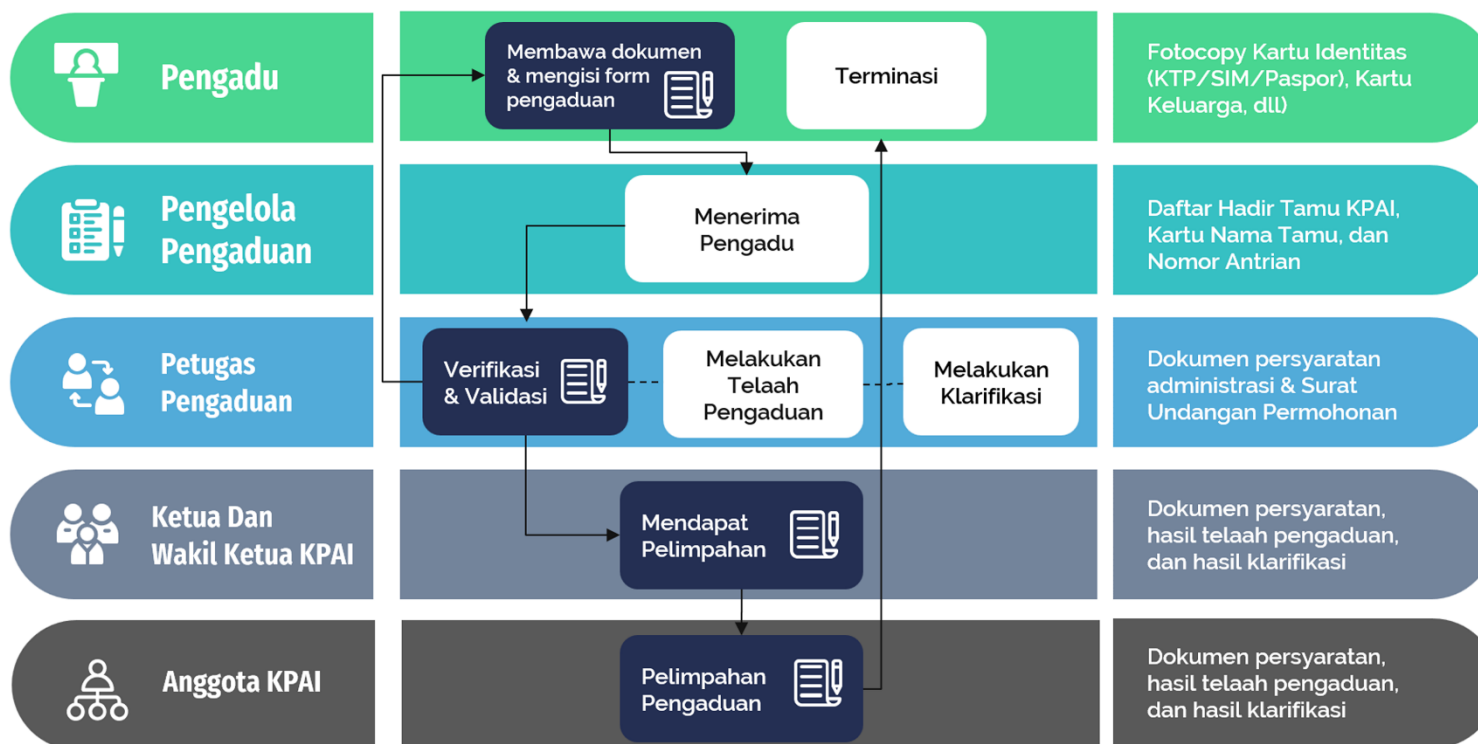 Pengadu
Membawa dokumen
& mengisi form
pengaduan
Terminasi
Fotocopy Kartu Identitas
(KTP/SIM/Paspor), Kartu
Keluarga, dll)
Pengelola
Pengaduan
Menerima
Pengadu
Daftar Hadir Tamu KPAI,
Kartu Nama Tamu, dan
Nomor Antrian
Petugas
Pengaduan
Verifikasi
& Validasi
Melakukan
Telaah
Pengaduan
Melakukan
Klarifikasi
Dokumen persyaratan
administrasi & Surat
Undangan Permohonan
Ketua Dan
Wakil Ketua KPAI
Mendapat
Pelimpahan
Dokumen persyaratan,
hasil telaah pengaduan,
dan hasil klarifikasi
Anggota KPAI
Pelimpahan
Pengaduan
Dokumen persyaratan,
hasil telaah pengaduan,
dan hasil klarifikasi